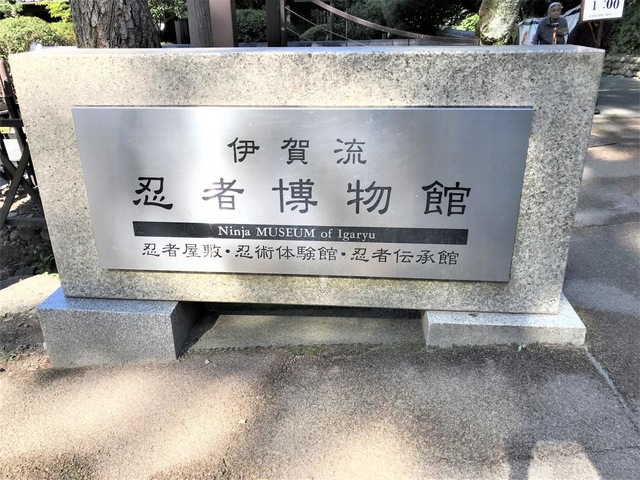 伊賀流
忍者博物館
Ninja MUSEUM of Igaryu
忍者屋敷・忍術体験館・忍者伝承館